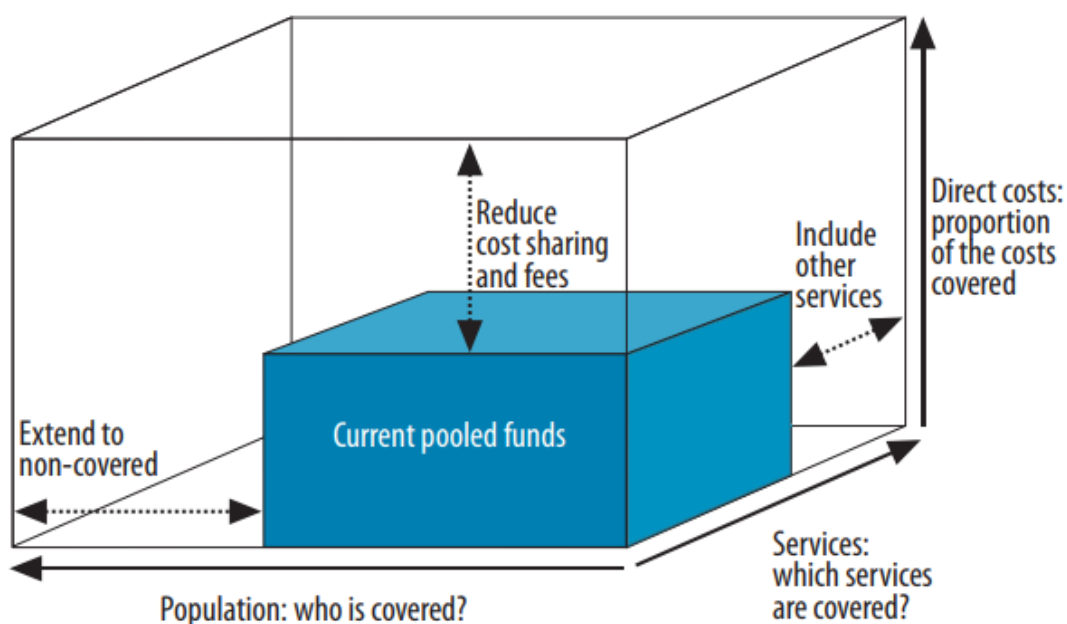 Reduce
cost sharing
and fees
Include
other
services
Direct costs:
proportion
of the costs
covered
Extend to
non-covered
Current pooled funds
Services:
which services
are covered?
Population: who is covered?